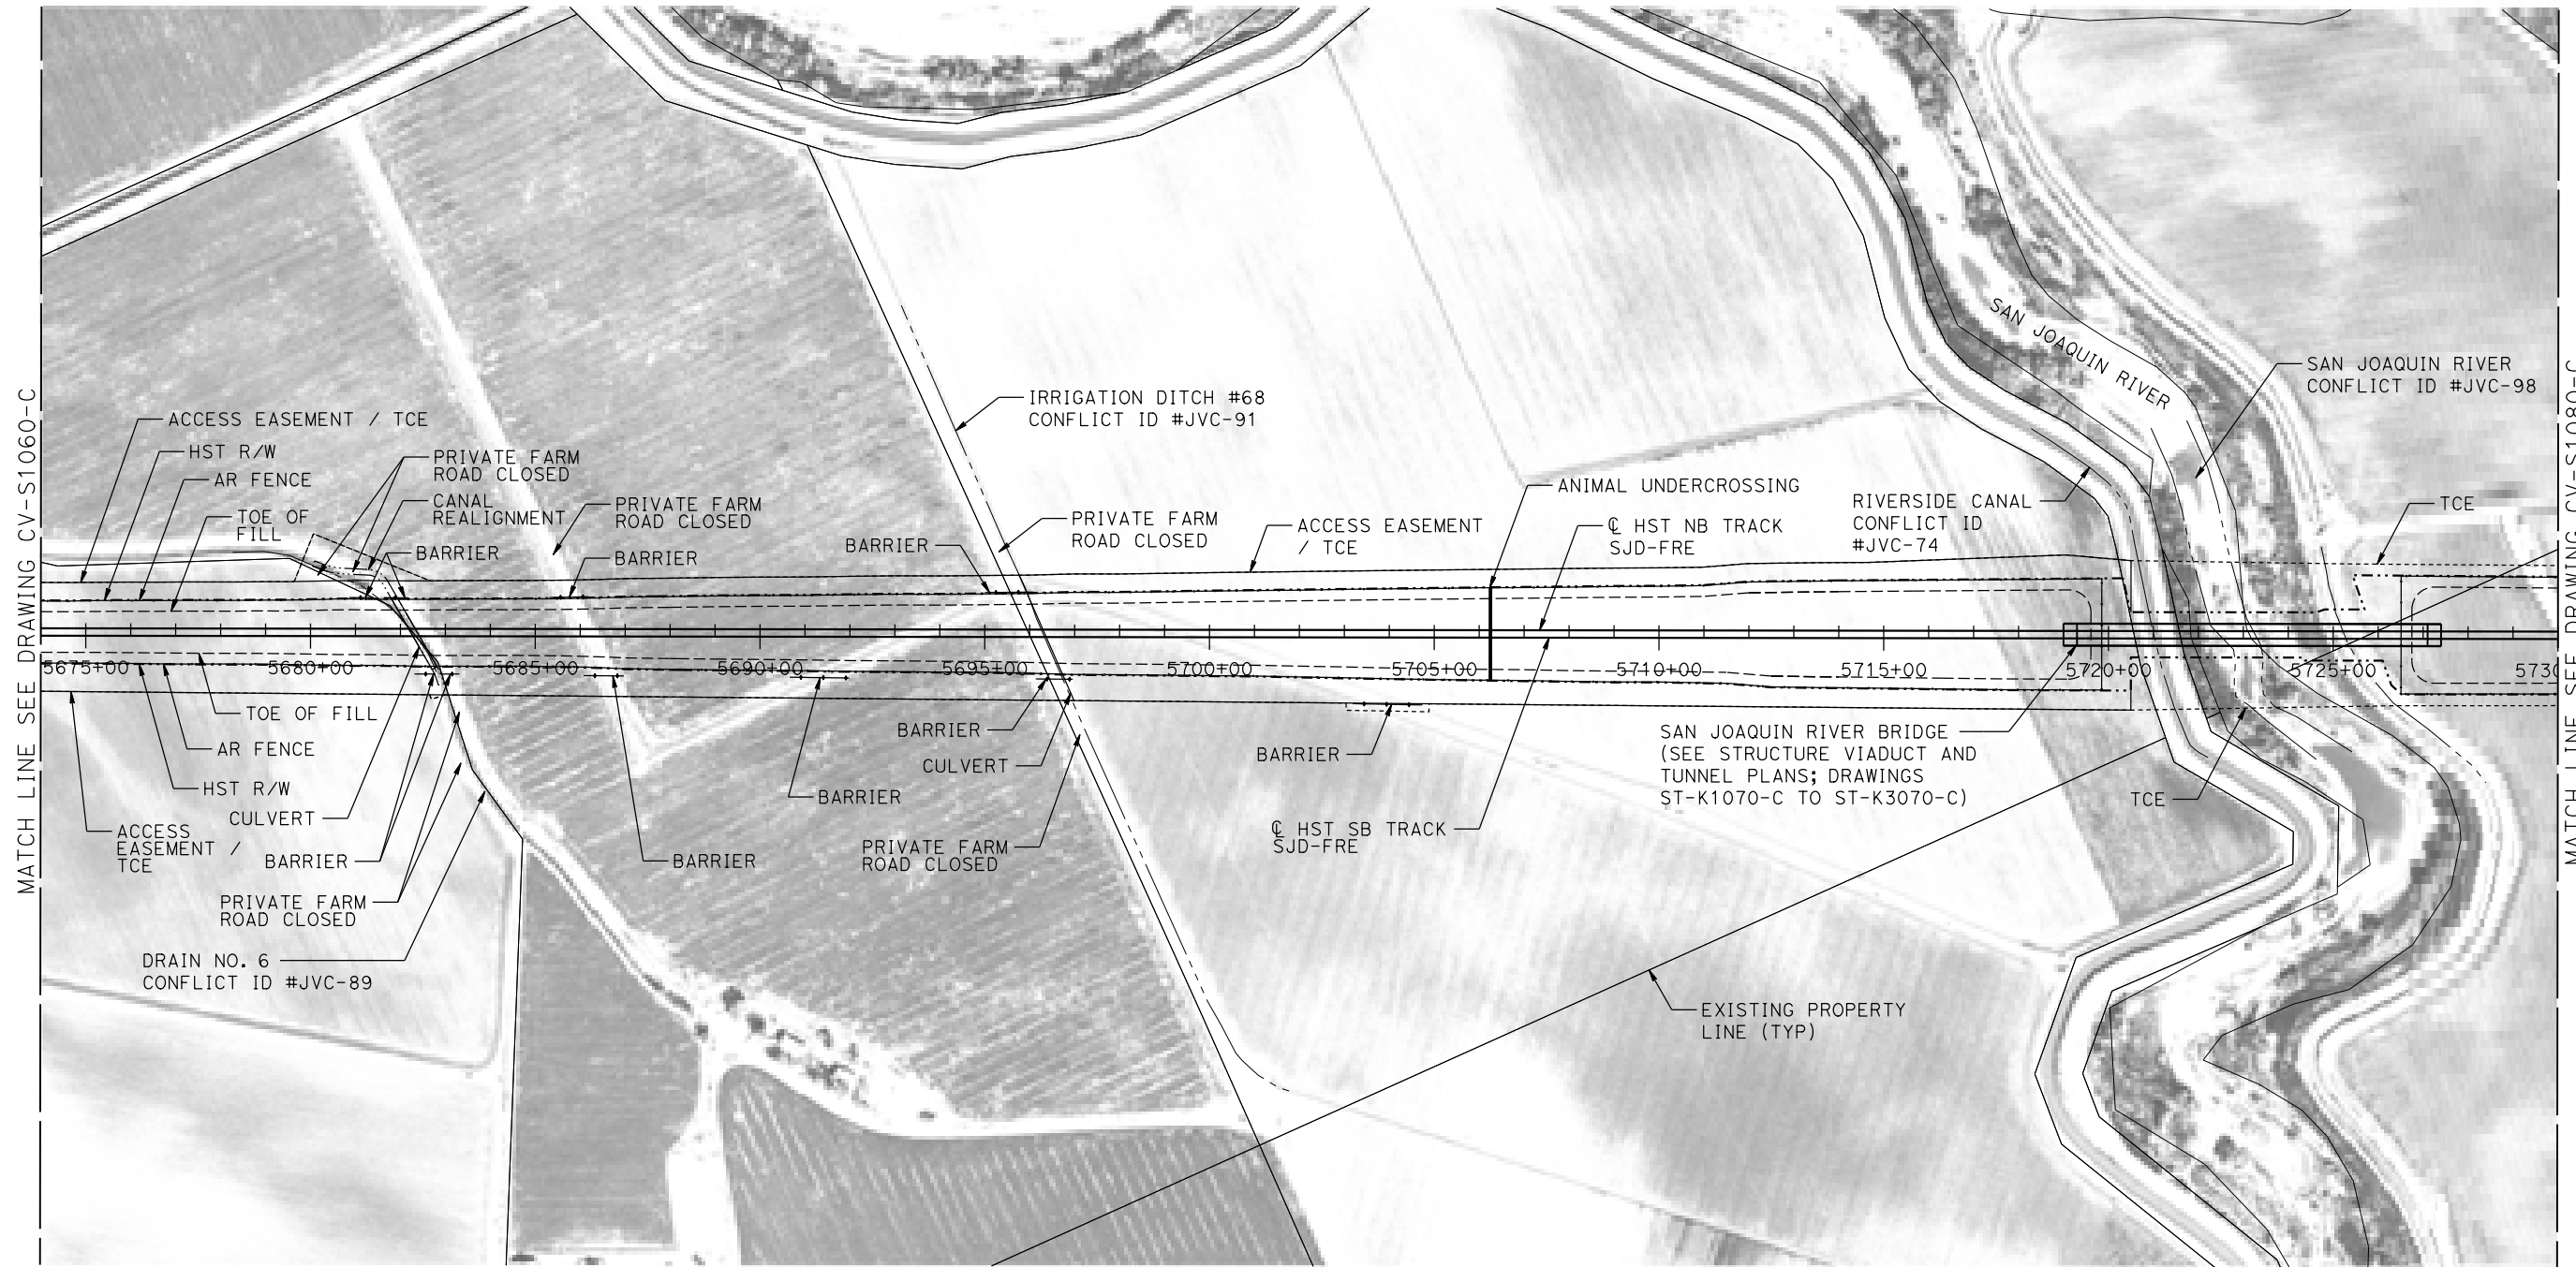 MATCH LINE SEE DRAWING CV-S1060-C
ACCESS EASEMENT / TCE
HST R/W
AR FENCE
TOE OF
FILL
PRIVATE FARM
ROAD CLOSED
CANAL
REALIGNMENT
BARRIER
PRIVATE FARM
ROAD CLOSED
BARRIER
IRRIGATION DITCH #68
CONFLICT ID #JVC-91
BARRIER
PRIVATE FARM
ROAD CLOSED
ACCESS EASEMENT
/ TCE
ANIMAL UNDERCROSSING
℄ HST NB TRACK
SJD-FRE
RIVERSIDE CANAL
CONFLICT ID
#JVC-74
SAN JOAQUIN RIVER
SAN JOAQUIN RIVER
CONFLICT ID #JVC-98
TCE
5675+00
5680+00
5685+00
5690+00
5695+00
5700+00
5705+00
5710+00
5715+00
5720+00
5725+00
5730
TOE OF FILL
AR FENCE
HST R/W
CULVERT
ACCESS
EASEMENT /
TCE
BARRIER
PRIVATE FARM
ROAD CLOSED
DRAIN NO. 6
CONFLICT ID #JVC-89
BARRIER
BARRIER
BARRIER
CULVERT
PRIVATE FARM
ROAD CLOSED
BARRIER
℄ HST SB TRACK
SJD-FRE
SAN JOAQUIN RIVER BRIDGE
(SEE STRUCTURE VIADUCT AND
TUNNEL PLANS; DRAWINGS
ST-K1070-C TO ST-K3070-C)
TCE
EXISTING PROPERTY
LINE (TYP)
MATCH LINE SEE DRAWING CV-S1080-C